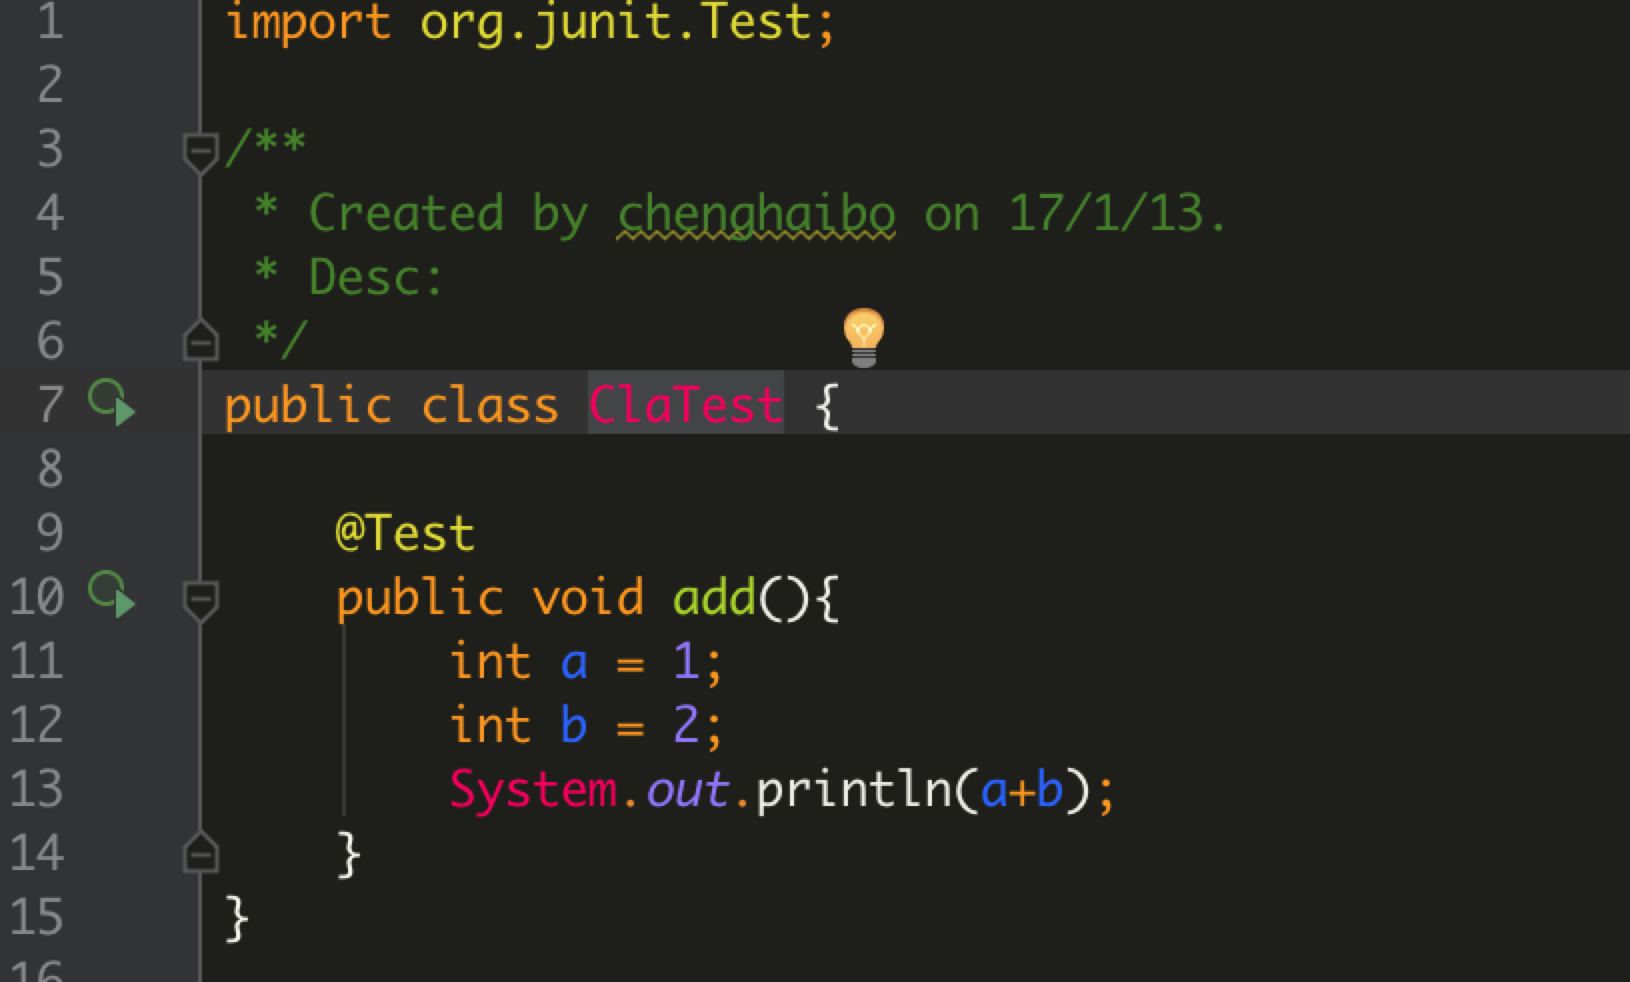 1 import org.junit.Test;
2
3 /**
4 * Created by chenghaibo on 17/1/13.
5 * Desc:
6 */
7 public class ClaTest {
8
9 @Test
10 public void add(){
11 int a = 1;
12 int b = 2;
13 System.out.println(a+b);
14 }
15 }
16